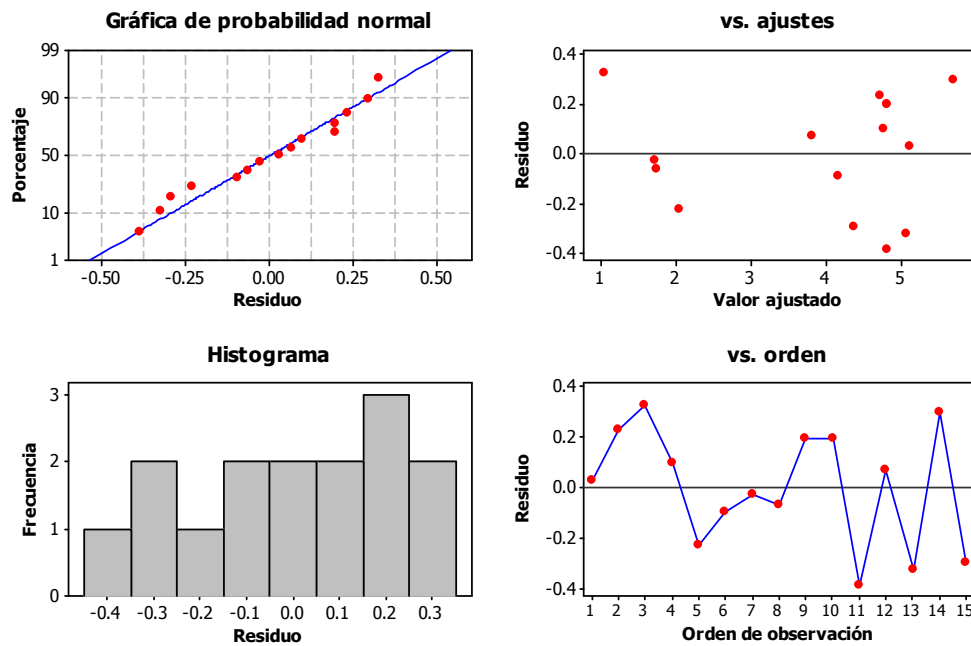 Gráfica de probabilidad normal
99
90
50
10
1
Porcentaje
-0.50 -0.25 0.00 0.25 0.50
Residuo
vs. ajustes
0.4
0.2
0.0
-0.2
-0.4
Residuo
1 2 3 4 5
Valor ajustado
Histograma
3
2
1
0
Frecuencia
-0.4 -0.3 -0.2 -0.1 0.0 0.1 0.2 0.3
Residuo
vs. orden
0.4
0.2
0.0
-0.2
-0.4
Residuo
1 2 3 4 5 6 7 8 9 10 11 12 13 14 15
Orden de observación